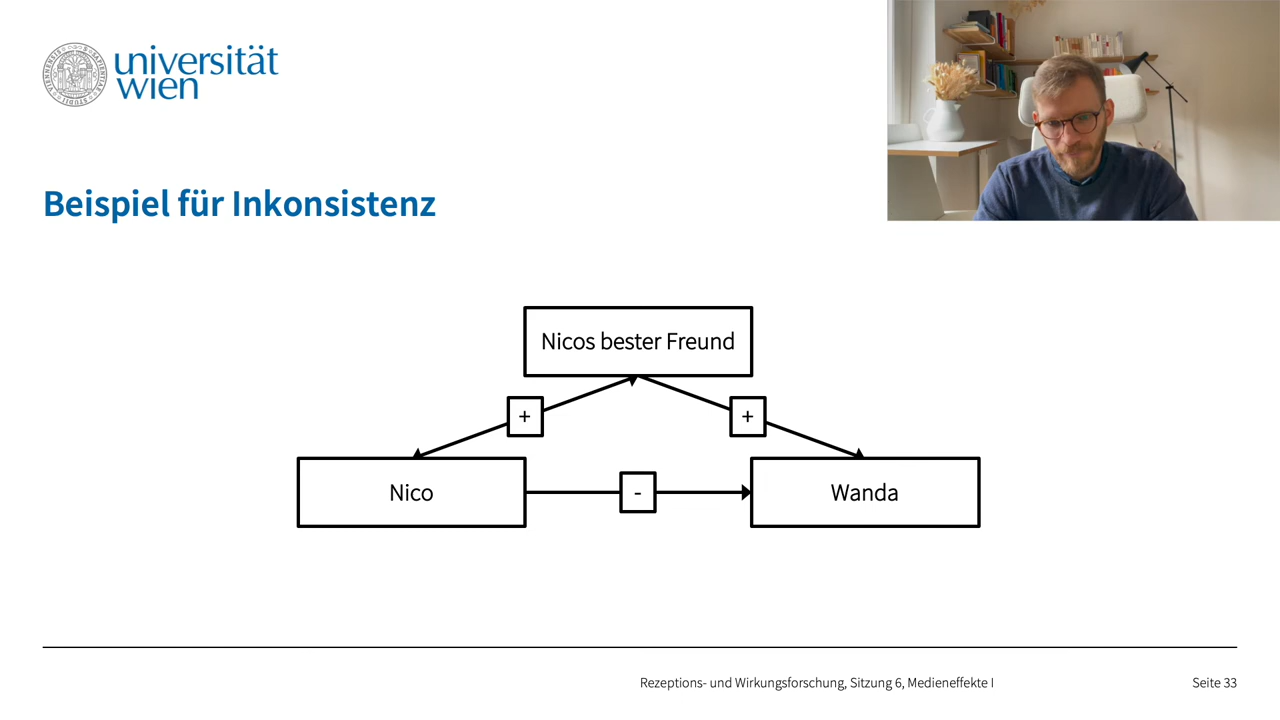 universität
wien
Beispiel für Inkonsistenz
Nicos bester Freund
+
+
Nico
-
Wanda
Rezeptions- und Wirkungsforschung, Sitzung 6, Medieneffekte I
Seite 33